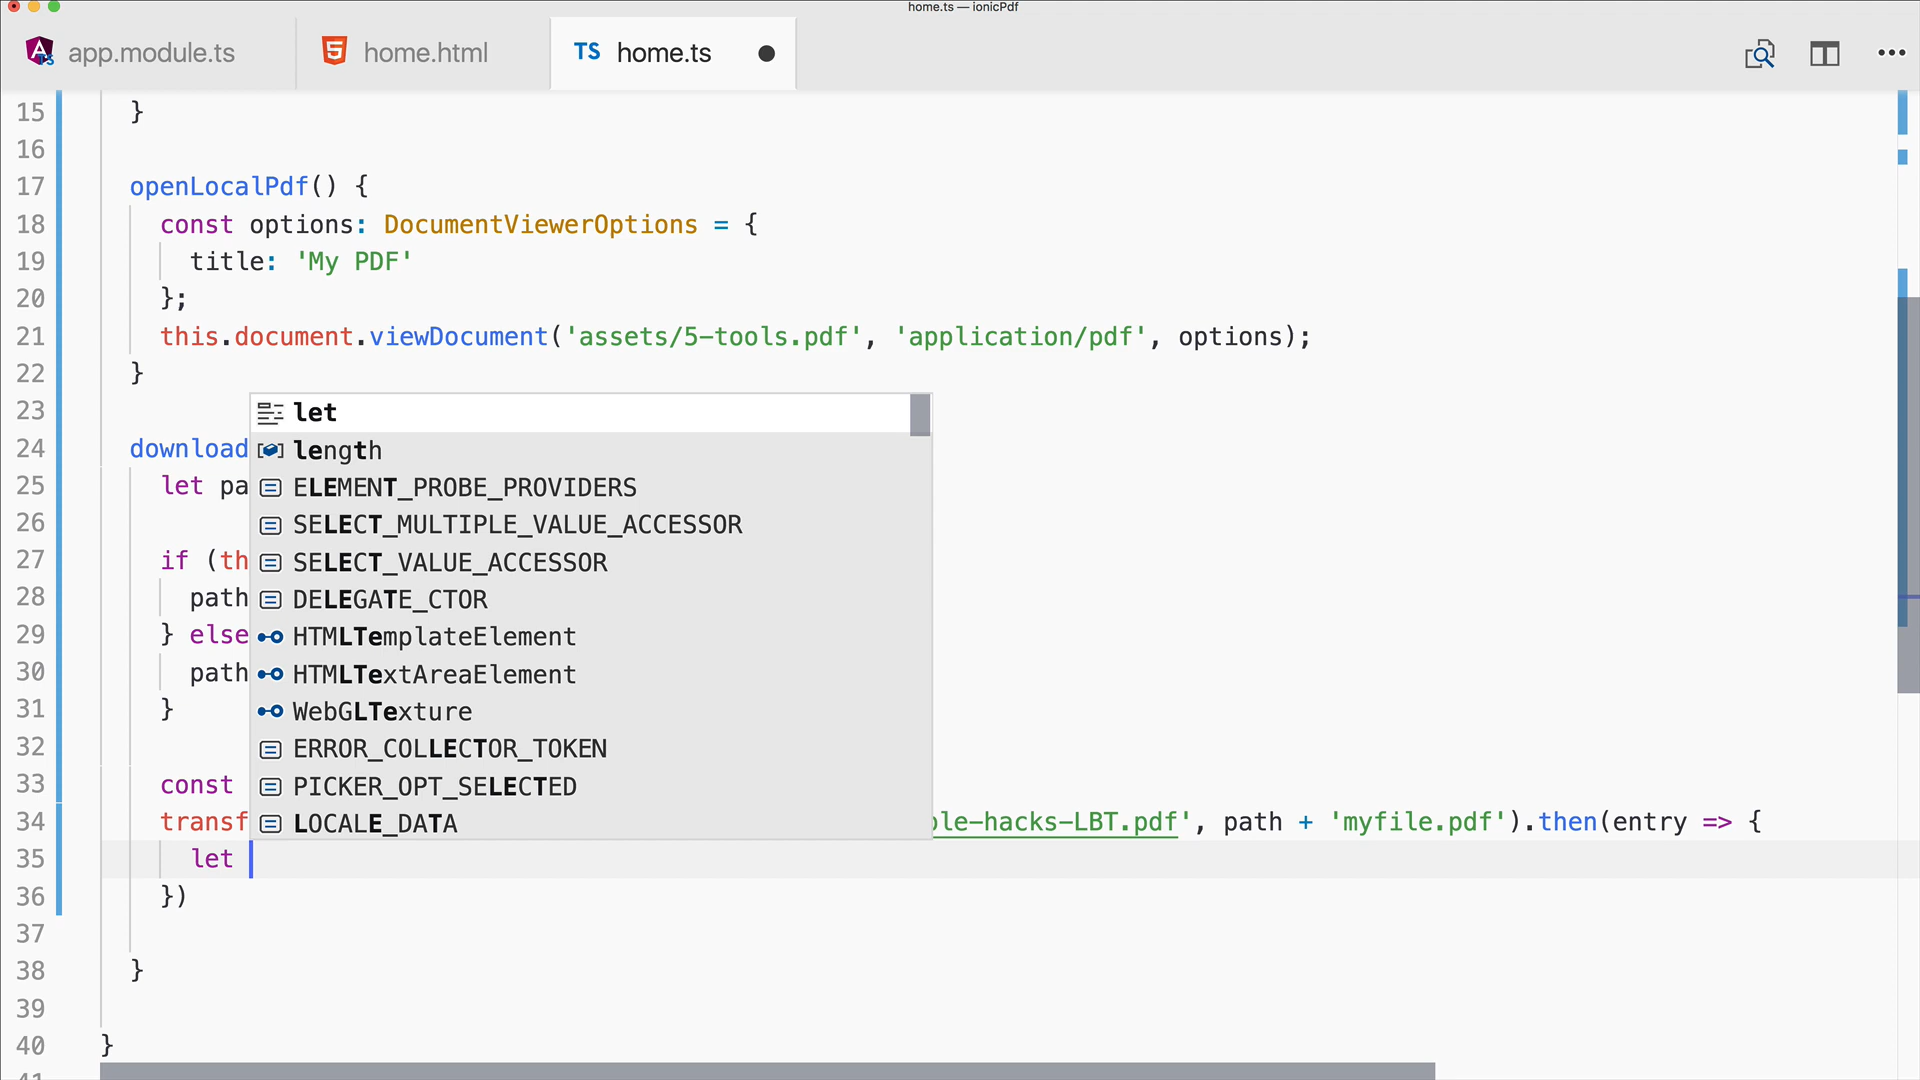 home.ts — ionicPdf
app.module.ts
home.html
TS home.ts
15 }
16
17 openLocalPdf() {
18 const options: DocumentViewerOptions = {
19 title: 'My PDF'
20 };
21 this.document.viewDocument('assets/5-tools.pdf', 'application/pdf', options);
22 }
23 let
24 download length
25 let pa ELEMENT_PROBE_PROVIDERS
26 SELECT_MULTIPLE_VALUE_ACCESSOR
27 if (th SELECT_VALUE_ACCESSOR
28 path DELEGATE_CTOR
29 } else HTMLTemplateElement
30 path HTMLTextAreaElement
31 } WebGLTexture
32 ERROR_COLLECTOR_TOKEN
33 const PICKER_OPT_SELECTED
34 transf LOCALE_DATA ble-hacks-LBT.pdf', path + 'myfile.pdf').then(entry => {
35 let
36 })
37
38 }
39
40 }
41